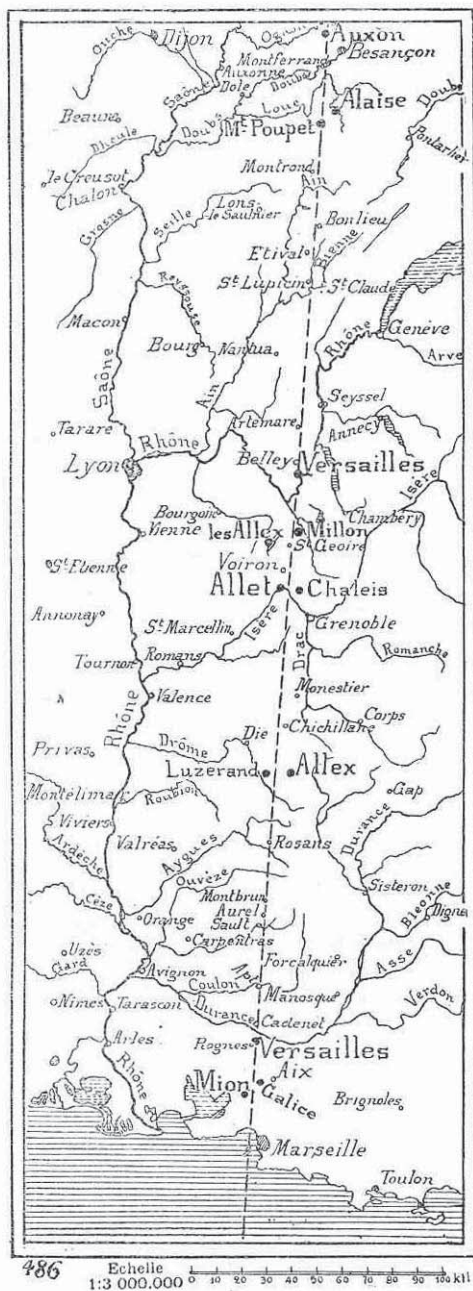 Auxon
Besançon
Ognon
Dijon
Ouche
Montferrand
Auxonne
Dole
Doubs
Saône
Loue
Alaise
Doubs
Beaune
Doubs
Mt Poupet
Pontarlier
Dheule
le Creusot
Chalon
Montrond
Ain
Lons-
le-Saulnier
Seille
Grosne
Bonlieu
Bienne
Etival
St Lupicin
St Claude
Reyssouse
Genève
Rhône
Arve
Macon
Bourg
Nantua
Saône
Ain
Seyssel
Tarare
Artemare
Annecy
Rhône
Lyon
Belley
Versailles
Isère
Bourgoin
Chambéry
Vienne
les Allex
Millon
St Geoire
Voiron
St Etienne
Allet
Chaleis
Annonay
St Marcellin
Isère
Grenoble
Drac
Romanche
Tournon
Romans
Monestier
Valence
Rhône
Chichillane
Corps
Die
Drôme
Privas
Luzerand
Allex
Montélimar
Roubion
Gap
Viviers
Durance
Ardèche
Valréas
Aygues
Rosans
Ouvèze
Sisteron
Bléonne
Cèze
Montbrun
Aurel
Sault
Digne
Orange
Carpentras
Forcalquier
Uzès
Gard
Avignon
Apt
Asse
Coulon
Manosque
Verdon
Nimes
Tarascon
Durance
Cadenet
Arles
Rognes
Versailles
Rhône
Mion
Aix
Galice
Brignoles
Marseille
Toulon
486
Echelle
1:3 000.000
0 10 20 30 40 50 60 70 80 90 100 kil